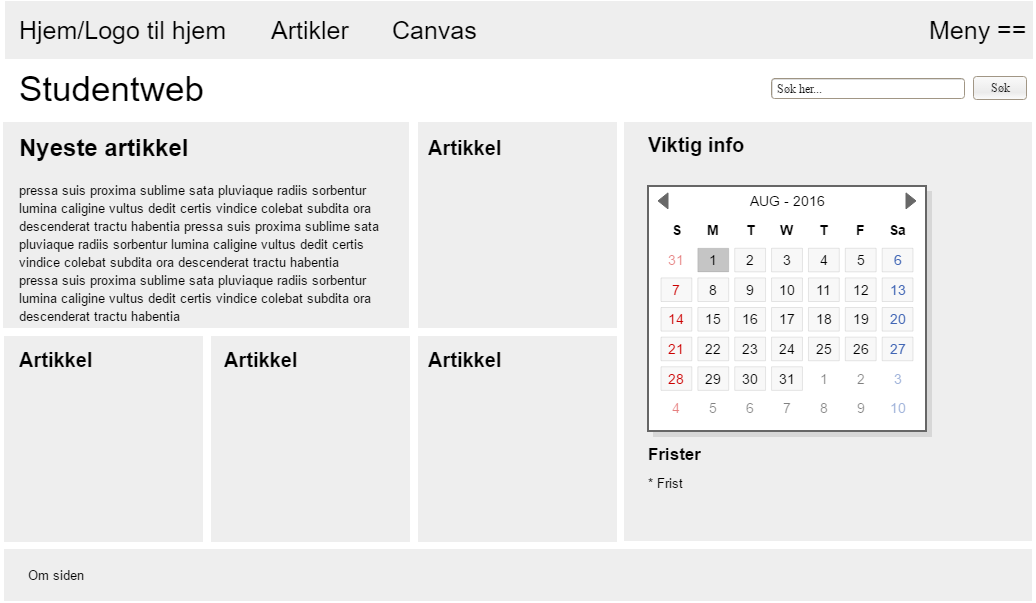 Hjem/Logo til hjem Artikler Canvas Meny ==
Studentweb
Søk her... Søk
Nyeste artikkel
pressa suis proxima sublime sata pluviaque radiis sorbentur
lumina caligine vultus dedit certis vindice colebat subdita ora
descenderat tractu habentia pressa suis proxima sublime sata
pluviaque radiis sorbentur lumina caligine vultus dedit certis
vindice colebat subdita ora descenderat tractu habentia
pressa suis proxima sublime sata pluviaque radiis sorbentur
lumina caligine vultus dedit certis vindice colebat subdita ora
descenderat tractu habentia
Artikkel
Artikkel
Artikkel
Artikkel
Viktig info
AUG - 2016
S M T W T F Sa
31 1 2 3 4 5 6
7 8 9 10 11 12 13
14 15 16 17 18 19 20
21 22 23 24 25 26 27
28 29 30 31 1 2 3
4 5 6 7 8 9 10
Frister
* Frist
Om siden